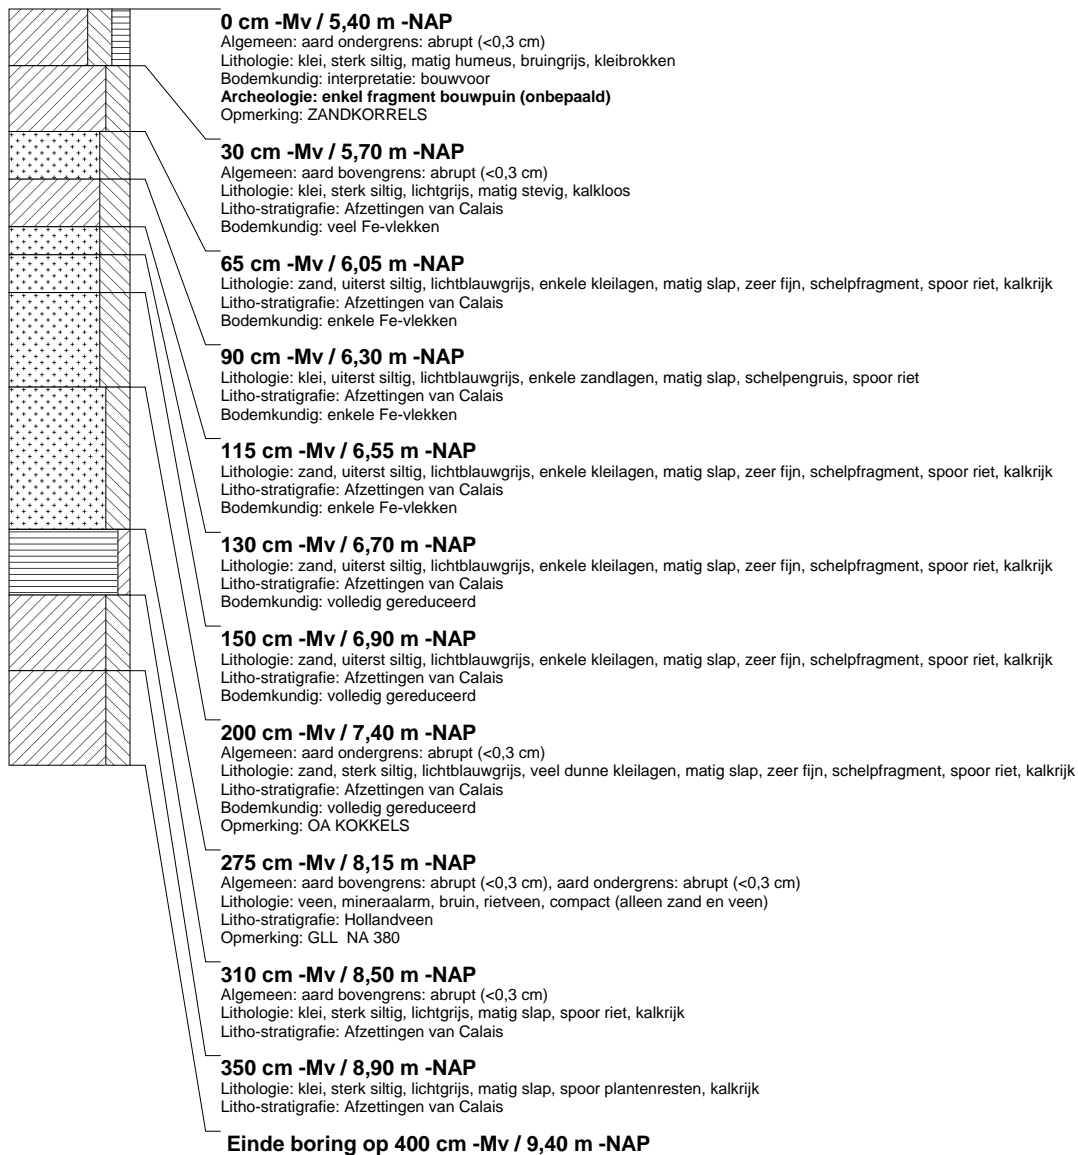 0 cm -Mv / 5,40 m -NAP
Algemeen: aard ondergrens: abrupt (<0,3 cm)
Lithologie: klei, sterk siltig, matig humeus, bruingrijs, kleibrokken
Bodemkundig: interpretatie: bouwvoor
Archeologie: enkel fragment bouwpuin (onbepaald)
Opmerking: ZANDKORRELS
30 cm -Mv / 5,70 m -NAP
Algemeen: aard bovengrens: abrupt (<0,3 cm)
Lithologie: klei, sterk siltig, lichtgrijs, matig stevig, kalkloos
Litho-stratigrafie: Afzettingen van Calais
Bodemkundig: veel Fe-vlekken
65 cm -Mv / 6,05 m -NAP
Lithologie: zand, uiterst siltig, lichtblauwgrijs, enkele kleilagen, matig slap, zeer fijn, schelpfragment, spoor riet, kalkrijk
Litho-stratigrafie: Afzettingen van Calais
Bodemkundig: enkele Fe-vlekken
90 cm -Mv / 6,30 m -NAP
Lithologie: klei, uiterst siltig, lichtblauwgrijs, enkele zandlagen, matig slap, schelpengruis, spoor riet
Litho-stratigrafie: Afzettingen van Calais
Bodemkundig: enkele Fe-vlekken
115 cm -Mv / 6,55 m -NAP
Lithologie: zand, uiterst siltig, lichtblauwgrijs, enkele kleilagen, matig slap, zeer fijn, schelpfragment, spoor riet, kalkrijk
Litho-stratigrafie: Afzettingen van Calais
Bodemkundig: enkele Fe-vlekken
130 cm -Mv / 6,70 m -NAP
Lithologie: zand, uiterst siltig, lichtblauwgrijs, enkele kleilagen, matig slap, zeer fijn, schelpfragment, spoor riet, kalkrijk
Litho-stratigrafie: Afzettingen van Calais
Bodemkundig: volledig gereduceerd
150 cm -Mv / 6,90 m -NAP
Lithologie: zand, uiterst siltig, lichtblauwgrijs, enkele kleilagen, matig slap, zeer fijn, schelpfragment, spoor riet, kalkrijk
Litho-stratigrafie: Afzettingen van Calais
Bodemkundig: volledig gereduceerd
200 cm -Mv / 7,40 m -NAP
Algemeen: aard ondergrens: abrupt (<0,3 cm)
Lithologie: zand, sterk siltig, lichtblauwgrijs, veel dunne kleilagen, matig slap, zeer fijn, schelpfragment, spoor riet, kalkrijk
Litho-stratigrafie: Afzettingen van Calais
Bodemkundig: volledig gereduceerd
Opmerking: OA KOKKELS
275 cm -Mv / 8,15 m -NAP
Algemeen: aard bovengrens: abrupt (<0,3 cm), aard ondergrens: abrupt (<0,3 cm)
Lithologie: veen, mineraalarm, bruin, rietveen, compact (alleen zand en veen)
Litho-stratigrafie: Hollandveen
Opmerking: GLL NA 380
310 cm -Mv / 8,50 m -NAP
Algemeen: aard bovengrens: abrupt (<0,3 cm)
Lithologie: klei, sterk siltig, lichtgrijs, matig slap, spoor riet, kalkrijk
Litho-stratigrafie: Afzettingen van Calais
350 cm -Mv / 8,90 m -NAP
Lithologie: klei, sterk siltig, lichtgrijs, matig slap, spoor plantenresten, kalkrijk
Litho-stratigrafie: Afzettingen van Calais
Einde boring op 400 cm -Mv / 9,40 m -NAP